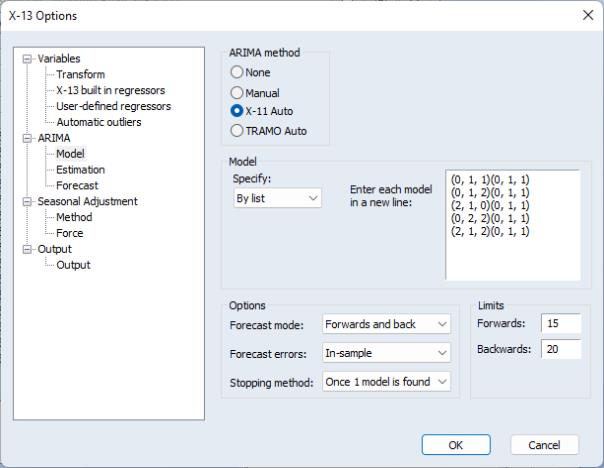 X-13 Options
Variables
Transform
X-13 built in regressors
User-defined regressors
Automatic outliers
ARIMA
Model
Estimation
Forecast
Seasonal Adjustment
Method
Force
Output
Output
ARIMA method
None
Manual
X-11 Auto
TRAMO Auto
Model
Specify:
By list
Enter each model
in a new line:
(0, 1, 1)(0, 1, 1)
(0, 1, 2)(0, 1, 1)
(2, 1, 0)(0, 1, 1)
(0, 2, 2)(0, 1, 1)
(2, 1, 2)(0, 1, 1)
Options
Forecast mode: Forwards and back
Forecast errors: In-sample
Stopping method: Once 1 model is found
Limits
Forwards: 15
Backwards: 20
OK Cancel